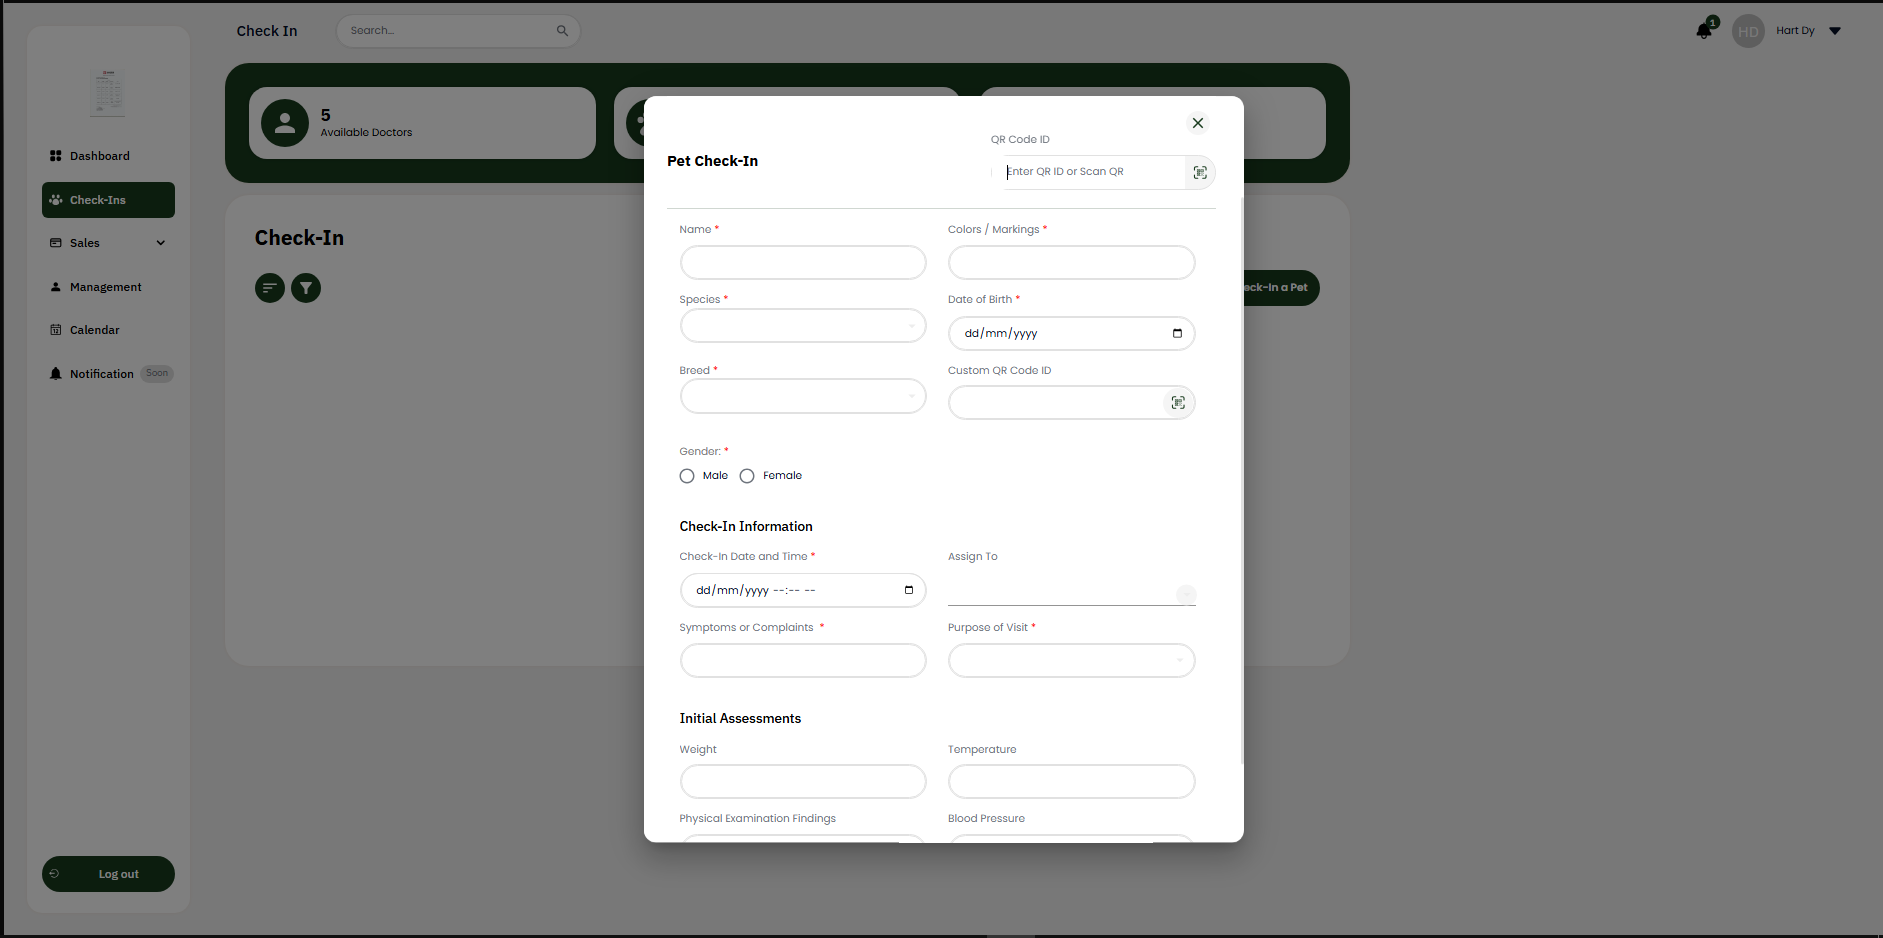 Check In
Search...
1
HD
Hart Dy
5
Available Doctors
Dashboard
Check-Ins
Sales
Management
Calendar
Notification Soon
Log out
Check-In
eck-In a Pet
Pet Check-In
QR Code ID
Enter QR ID or Scan QR
Name *
Colors / Markings *
Species *
Date of Birth *
dd/mm/yyyy
Breed *
Custom QR Code ID
Gender: *
Male
Female
Check-In Information
Check-In Date and Time *
Assign To
dd/mm/yyyy --:-- --
Symptoms or Complaints *
Purpose of Visit *
Initial Assessments
Weight
Temperature
Physical Examination Findings
Blood Pressure